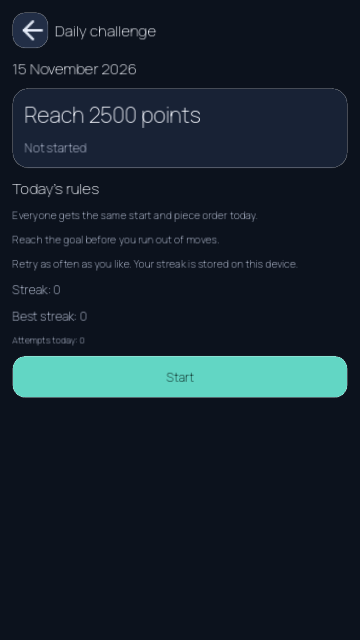 Daily challenge
15 November 2026
Reach 2500 points
Not started
Today's rules
Everyone gets the same start and piece order today.
Reach the goal before you run out of moves.
Retry as often as you like. Your streak is stored on this device.
Streak: 0
Best streak: 0
Attempts today: 0
Start